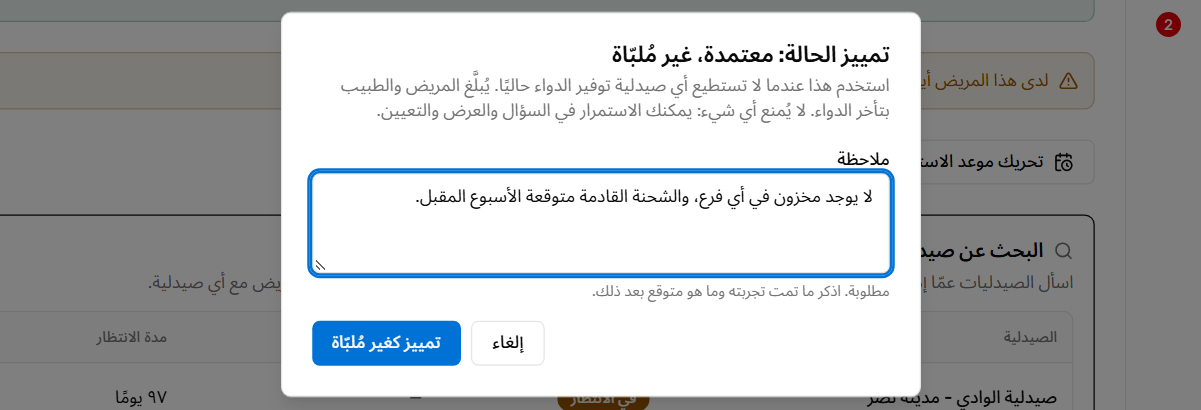 2
تمييز الحالة: معتمدة، غير مُلبّاة
استخدم هذا عندما لا تستطيع أي صيدلية توفير الدواء حاليًا. يُبلَّغ المريض والطبيب
بتأخر الدواء. لا يُمنع أي شيء: يمكنك الاستمرار في السؤال والعرض والتعيين.
ملاحظة
لا يوجد مخزون في أي فرع، والشحنة القادمة متوقعة الأسبوع المقبل.
مطلوبة. اذكر ما تمت تجربته وما هو متوقع بعد ذلك.
إلغاء
تمييز كغير مُلبّاة
لدى هذا المريض
تحريك موعد
البحث عن
اسأل الصيدليات عمّا
مع أي صيدلية.
الصيدلية
مدة الانتظار
صيدلية الوادي - مدينة نصر
في الانتظار
—
٩٧ يومًا